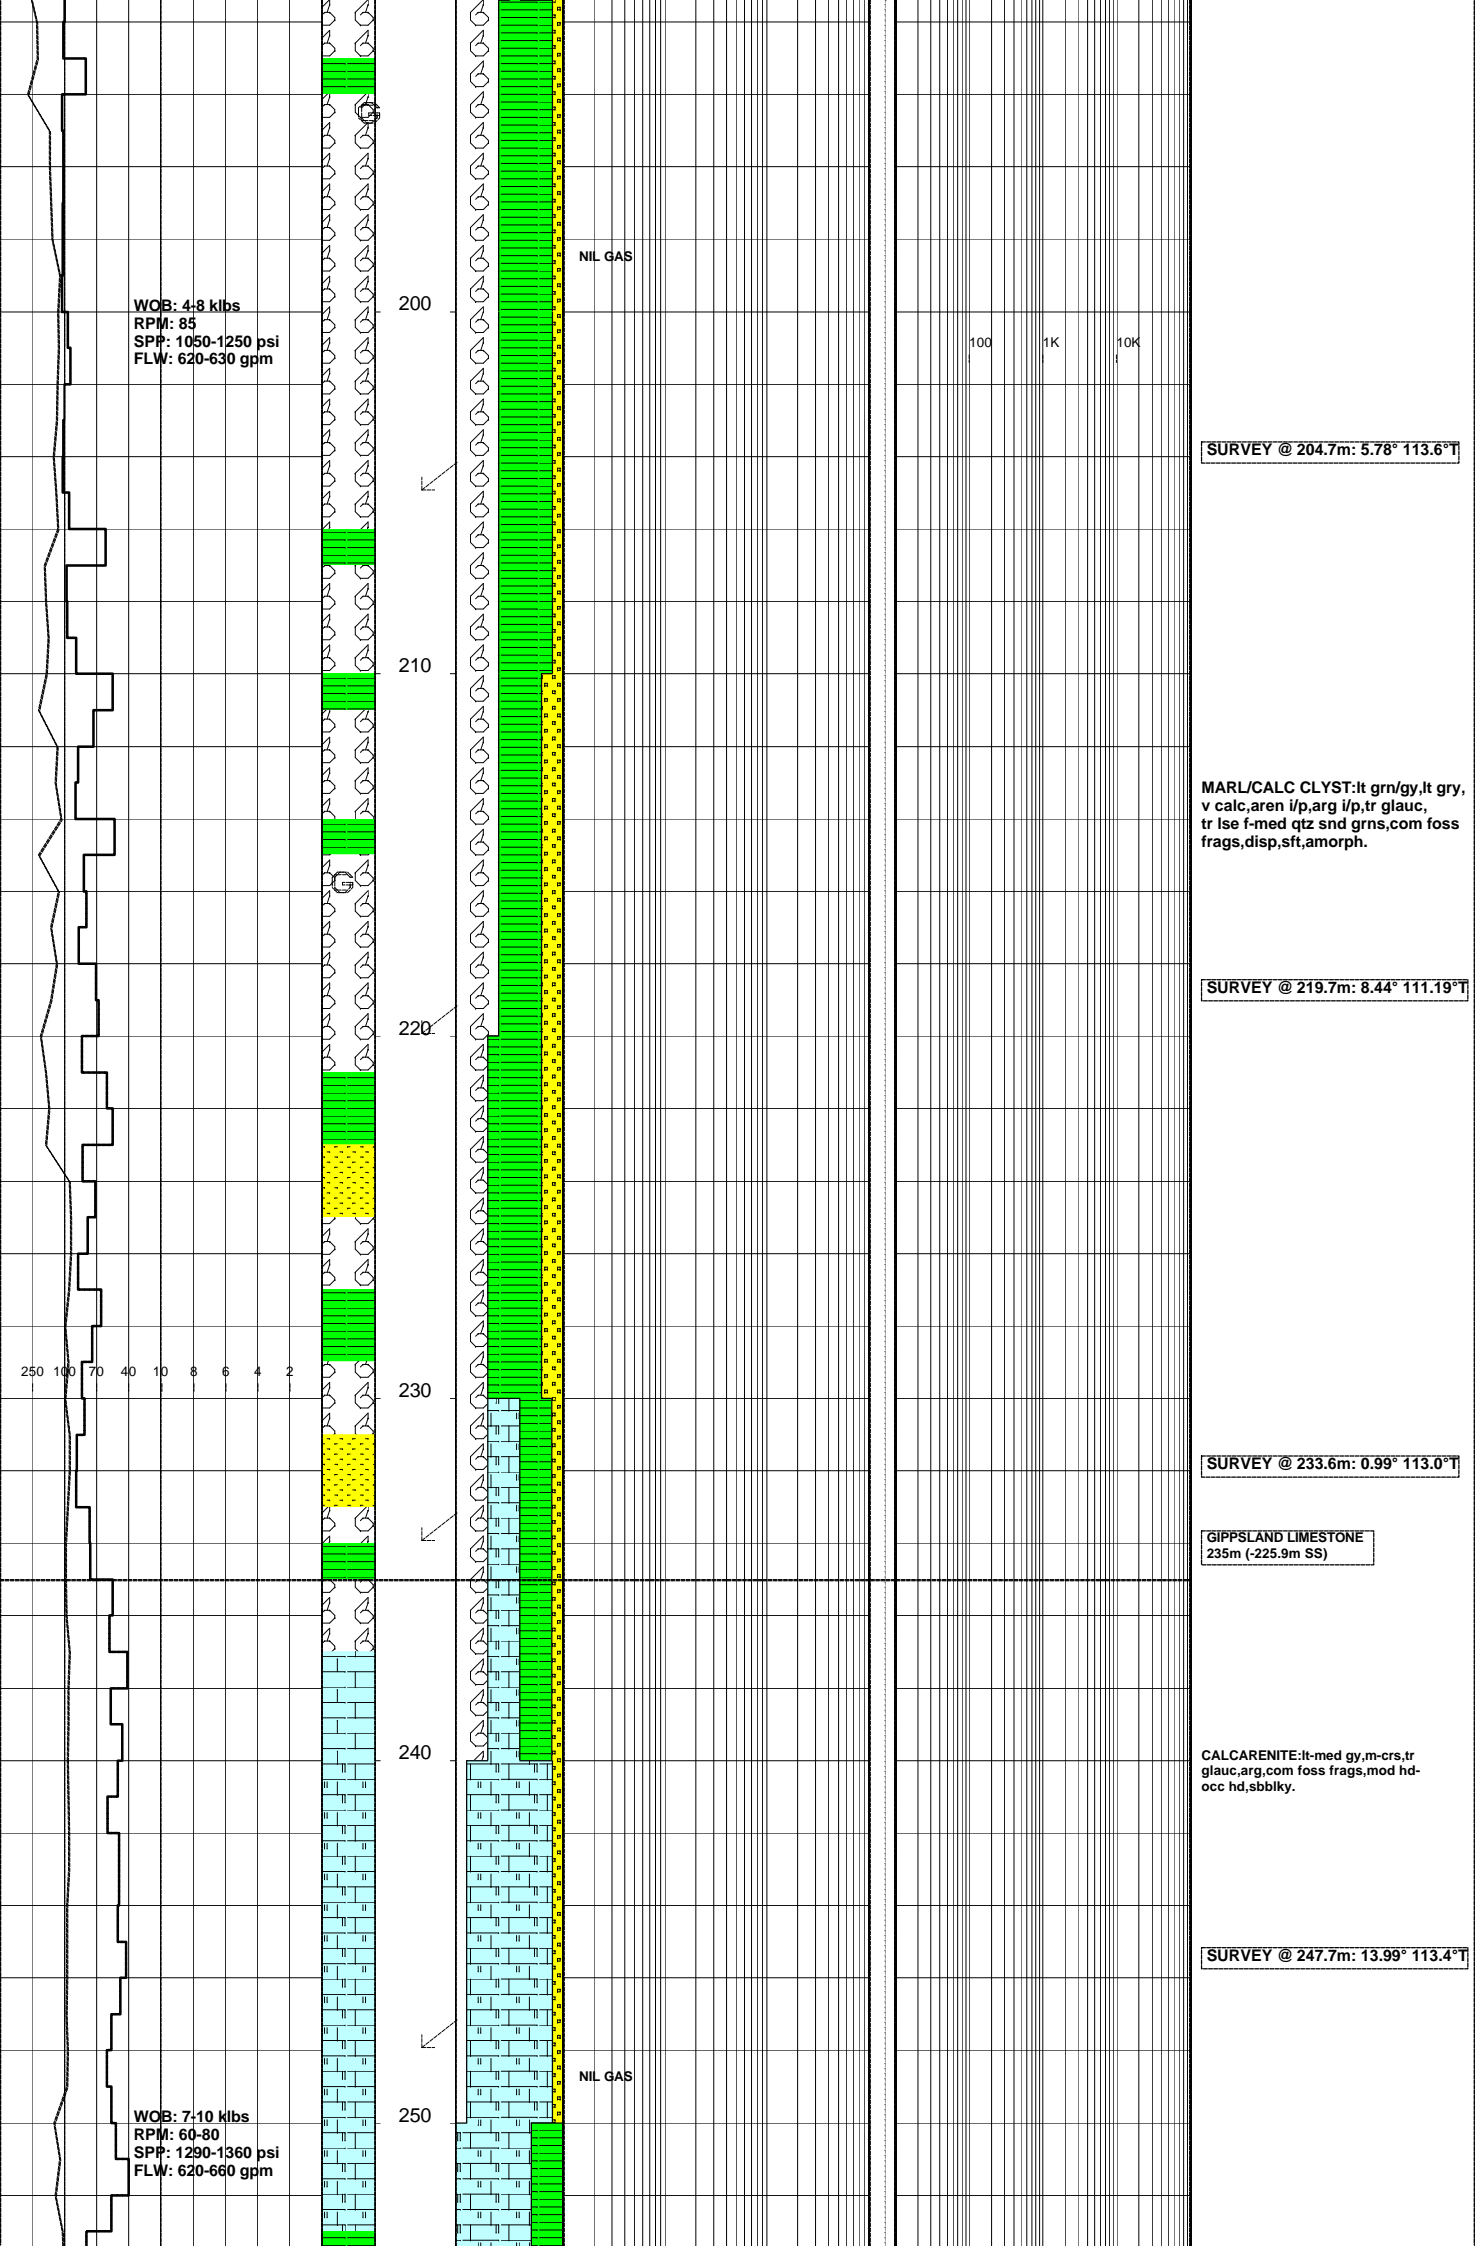 G
NIL GAS
WOB: 4-8 klbs
RPM: 85
SPP: 1050-1250 psi
FLW: 620-630 gpm
200
100 1K 10K
SURVEY @ 204.7m: 5.78° 113.6°T
210
MARL/CALC CLYST:lt grn/gy,lt gry,
v calc,aren i/p,arg i/p,tr glauc,
tr lse f-med qtz snd grns,com foss
frags,disp,sft,amorph.
G
SURVEY @ 219.7m: 8.44° 111.19°T
220
250 100 70 40 10 8 6 4 2
230
SURVEY @ 233.6m: 0.99° 113.0°T
GIPPSLAND LIMESTONE
235m (-225.9m SS)
240
CALCARENITE:lt-med gy,m-crs,tr
glauc,arg,com foss frags,mod hd-
occ hd,sbblky.
SURVEY @ 247.7m: 13.99° 113.4°T
NIL GAS
250
WOB: 7-10 klbs
RPM: 60-80
SPP: 1290-1360 psi
FLW: 620-660 gpm